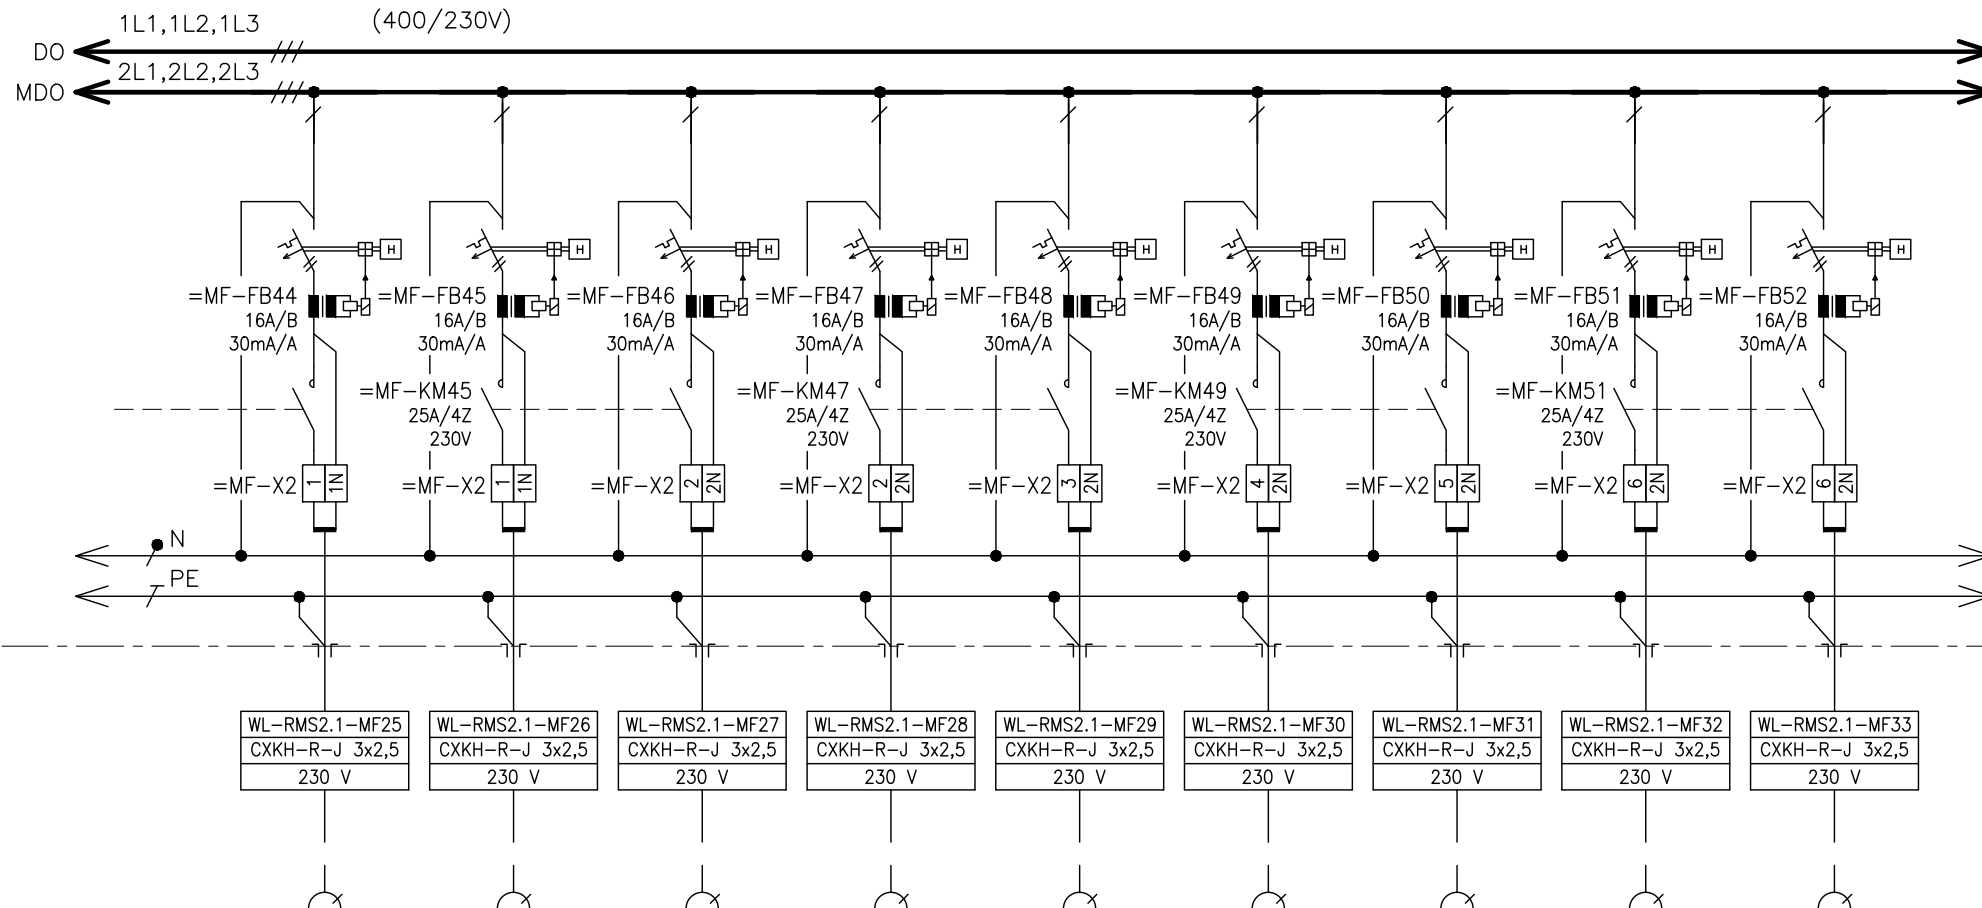 1L1,1L2,1L3 (400/230V)
DO
2L1,2L2,2L3
MDO
H H H H H H H H H
=MF-FB44 =MF-FB45 =MF-FB46 =MF-FB47 =MF-FB48 =MF-FB49 =MF-FB50 =MF-FB51 =MF-FB52
16A/B 16A/B 16A/B 16A/B 16A/B 16A/B 16A/B 16A/B 16A/B
30mA/A 30mA/A 30mA/A 30mA/A 30mA/A 30mA/A 30mA/A 30mA/A 30mA/A
=MF-KM45 =MF-KM47 =MF-KM49 =MF-KM51
25A/4Z 25A/4Z 25A/4Z 25A/4Z
230V 230V 230V 230V
=MF-X2 1 1N =MF-X2 1 1N =MF-X2 2 2N =MF-X2 2 2N =MF-X2 3 2N =MF-X2 4 2N =MF-X2 5 2N =MF-X2 6 2N =MF-X2 6 2N
N
PE
WL-RMS2.1-MF25 WL-RMS2.1-MF26 WL-RMS2.1-MF27 WL-RMS2.1-MF28 WL-RMS2.1-MF29 WL-RMS2.1-MF30 WL-RMS2.1-MF31 WL-RMS2.1-MF32 WL-RMS2.1-MF33
CXKH-R-J 3x2,5 CXKH-R-J 3x2,5 CXKH-R-J 3x2,5 CXKH-R-J 3x2,5 CXKH-R-J 3x2,5 CXKH-R-J 3x2,5 CXKH-R-J 3x2,5 CXKH-R-J 3x2,5 CXKH-R-J 3x2,5
230 V 230 V 230 V 230 V 230 V 230 V 230 V 230 V 230 V